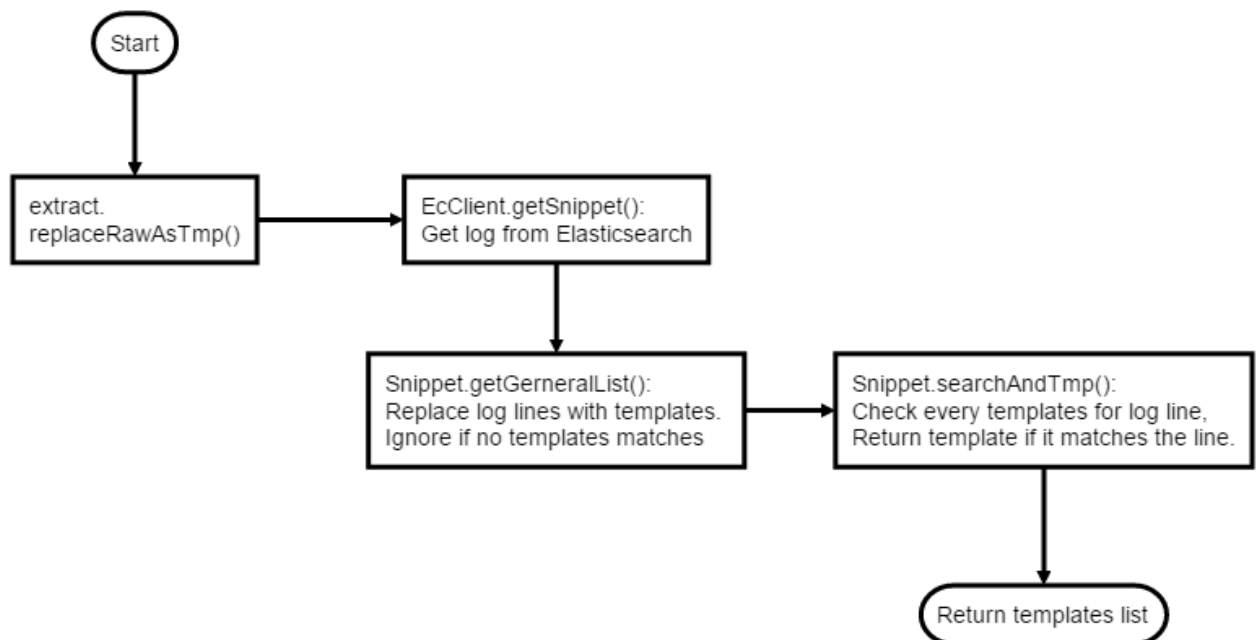 Start
extract.
replaceRawAsTmp()
EcClient.getSnippet():
Get log from Elasticsearch
Snippet.getGerneralList():
Replace log lines with templates.
Ignore if no templates matches
Snippet.searchAndTmp():
Check every templates for log line,
Return template if it matches the line.
Return templates list